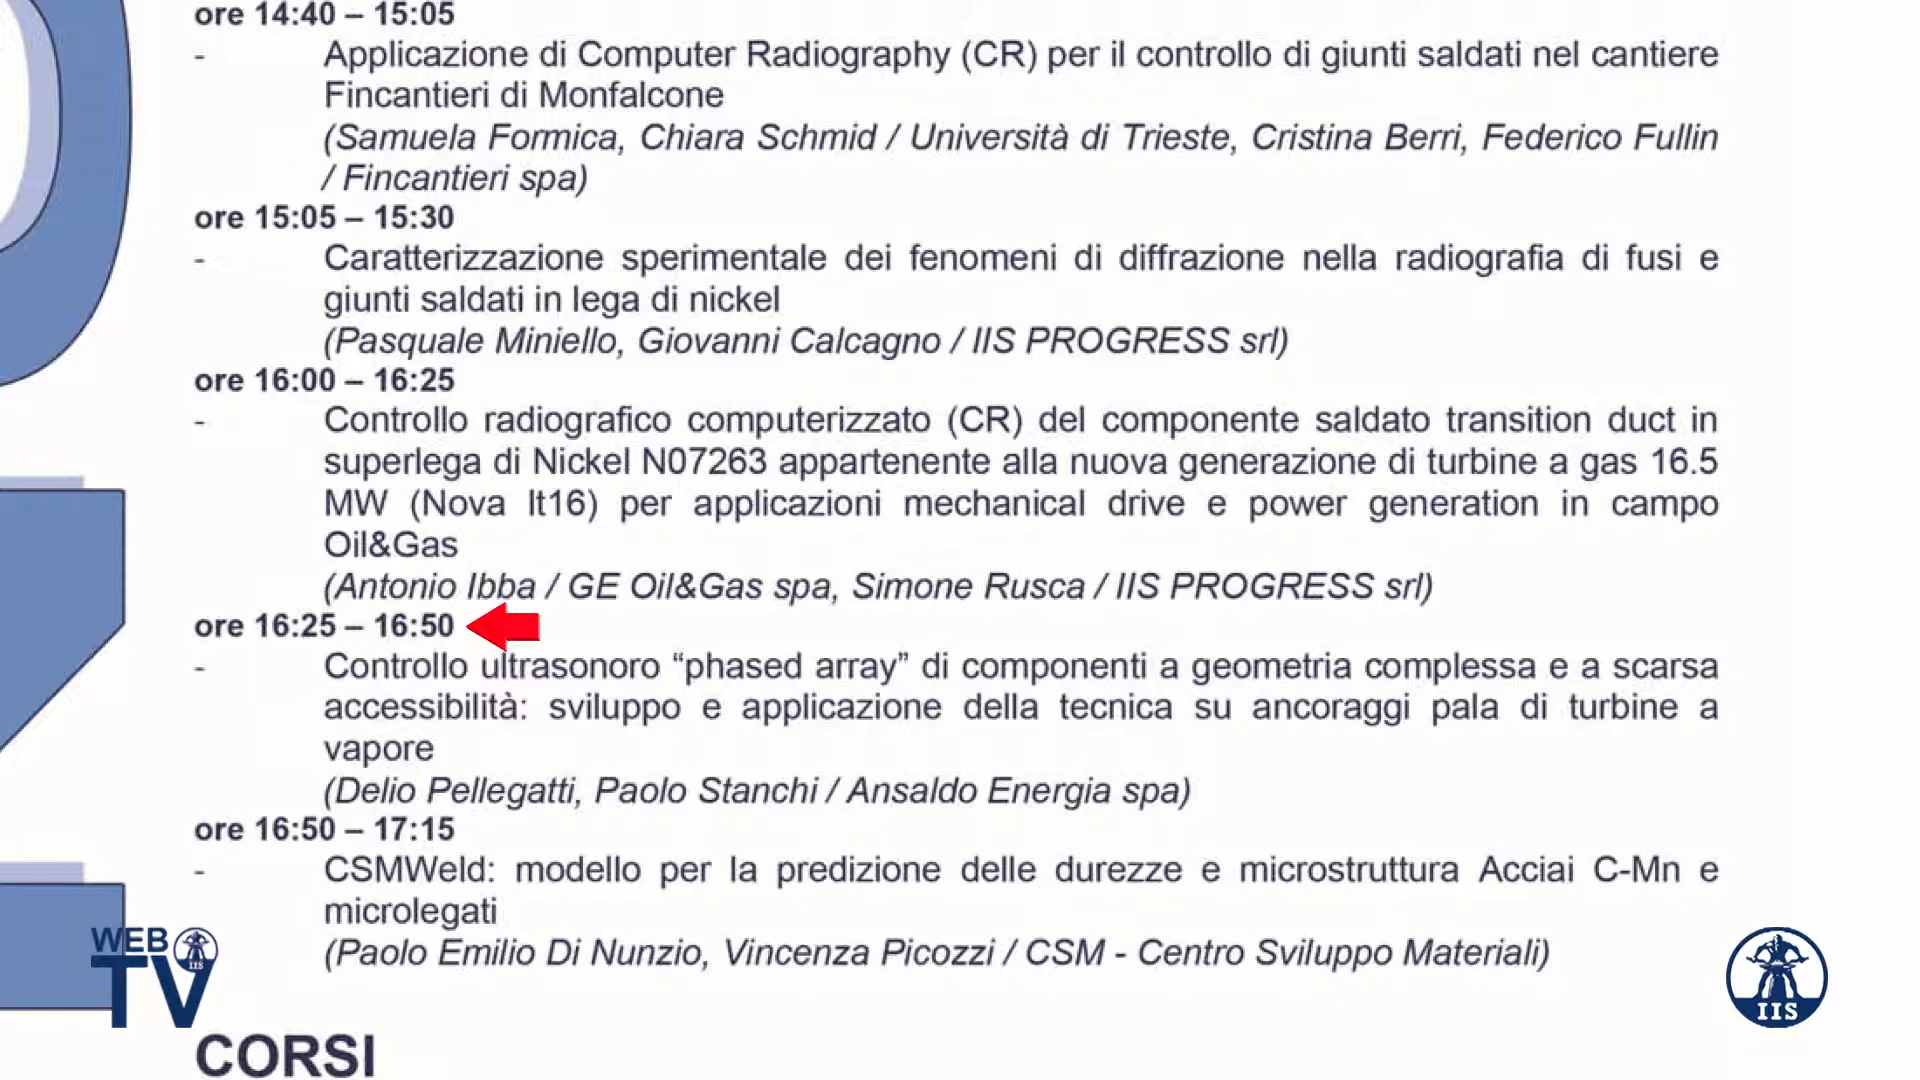 ore 14:40 – 15:05
- Applicazione di Computer Radiography (CR) per il controllo di giunti saldati nel cantiere
Fincantieri di Monfalcone
(Samuela Formica, Chiara Schmid / Università di Trieste, Cristina Berri, Federico Fullin
/ Fincantieri spa)
ore 15:05 – 15:30
- Caratterizzazione sperimentale dei fenomeni di diffrazione nella radiografia di fusi e
giunti saldati in lega di nickel
(Pasquale Miniello, Giovanni Calcagno / IIS PROGRESS srl)
ore 16:00 – 16:25
- Controllo radiografico computerizzato (CR) del componente saldato transition duct in
superlega di Nickel N07263 appartenente alla nuova generazione di turbine a gas 16.5
MW (Nova lt16) per applicazioni mechanical drive e power generation in campo
Oil&Gas
(Antonio Ibba / GE Oil&Gas spa, Simone Rusca / IIS PROGRESS srl)
ore 16:25 – 16:50
- Controllo ultrasonoro “phased array” di componenti a geometria complessa e a scarsa
accessibilità: sviluppo e applicazione della tecnica su ancoraggi pala di turbine a
vapore
(Delio Pellegatti, Paolo Stanchi / Ansaldo Energia spa)
ore 16:50 – 17:15
- CSMWeld: modello per la predizione delle durezze e microstruttura Acciai C-Mn e
microlegati
(Paolo Emilio Di Nunzio, Vincenza Picozzi / CSM - Centro Sviluppo Materiali)
WEB
IIS
TV
IIS
CORSI